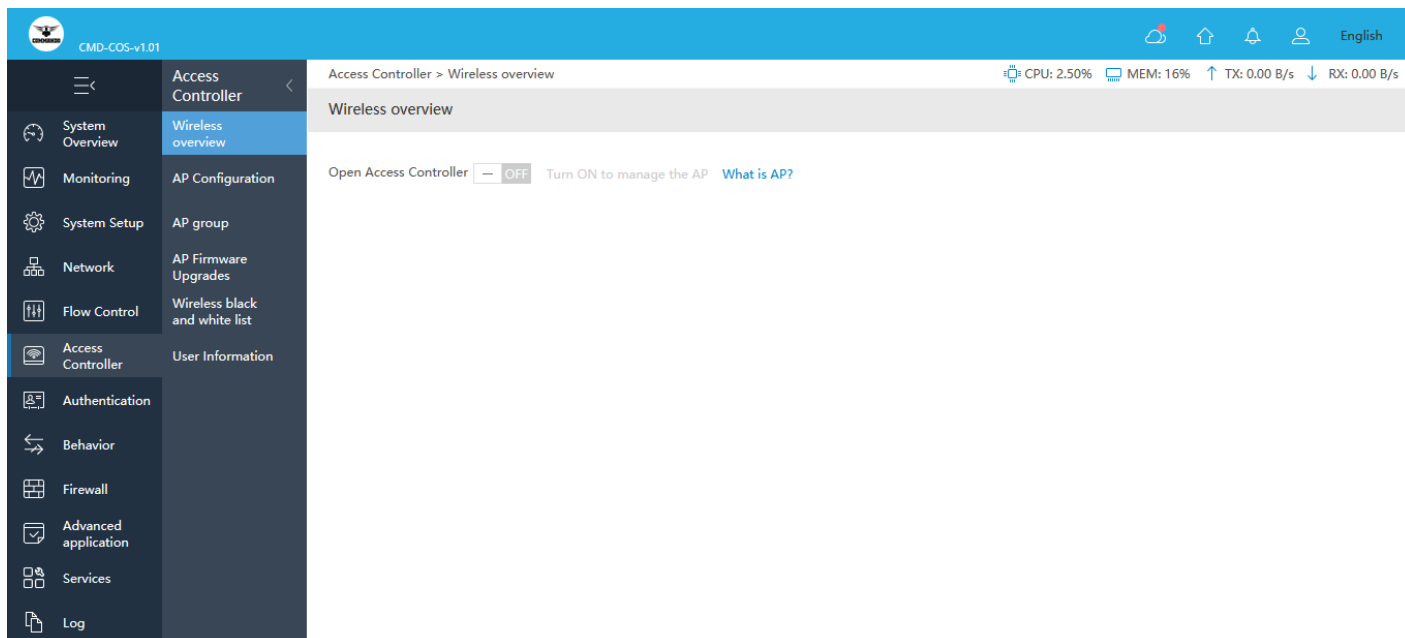 COMMANDO
CMD-COS-v1.01
English
Access Controller > Wireless overview
CPU: 2.50%
MEM: 16%
TX: 0.00 B/s
RX: 0.00 B/s
Wireless overview
Open Access Controller
OFF
Turn ON to manage the AP
What is AP?
System
Overview
Monitoring
System Setup
Network
Flow Control
Access
Controller
Authentication
Behavior
Firewall
Advanced
application
Services
Log
Access
Controller
Wireless
overview
AP Configuration
AP group
AP Firmware
Upgrades
Wireless black
and white list
User Information